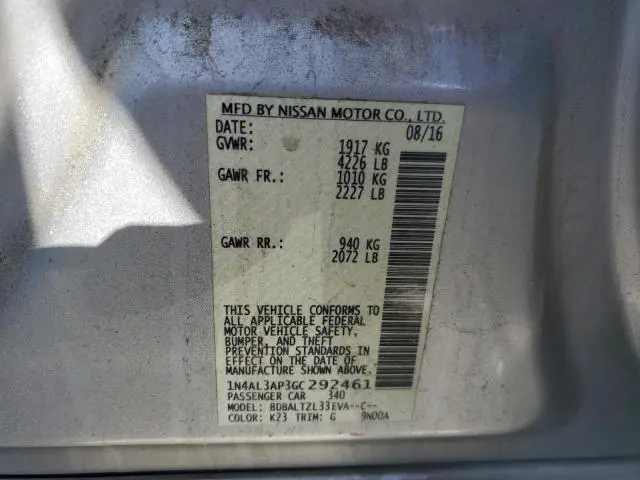 MFD BY NISSAN MOTOR CO., LTD.
DATE: 08/16
GVWR: 1917 KG
4226 LB
GAWR FR.: 1010 KG
2227 LB
GAWR RR.: 940 KG
2072 LB
THIS VEHICLE CONFORMS TO
ALL APPLICABLE FEDERAL
MOTOR VEHICLE SAFETY,
BUMPER, AND THEFT
PREVENTION STANDARDS IN
EFFECT ON THE DATE OF
MANUFACTURE SHOWN ABOVE.
1N4AL3AP3GC292461
PASSENGER CAR 340
MODEL: BDBALTZL33EVA--C--
COLOR: K23 TRIM: G 9N00A